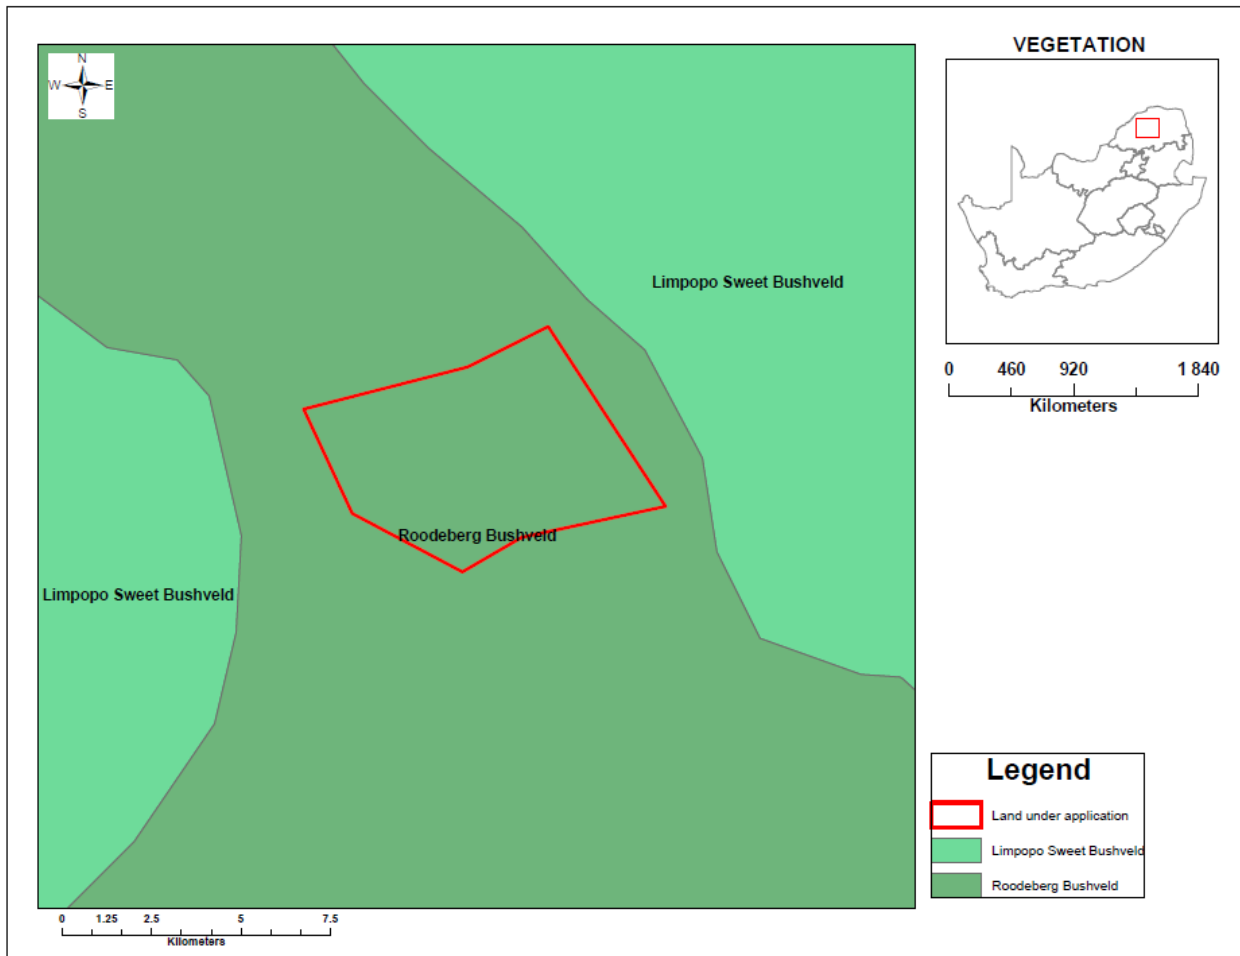 VEGETATION
N
W E
S
Limpopo Sweet Bushveld
0 460 920 1 840
Kilometers
Roodeberg Bushveld
Limpopo Sweet Bushveld
Legend
Land under application
Limpopo Sweet Bushveld
Roodeberg Bushveld
0 1.25 2.5 5 7.5
Kilometers